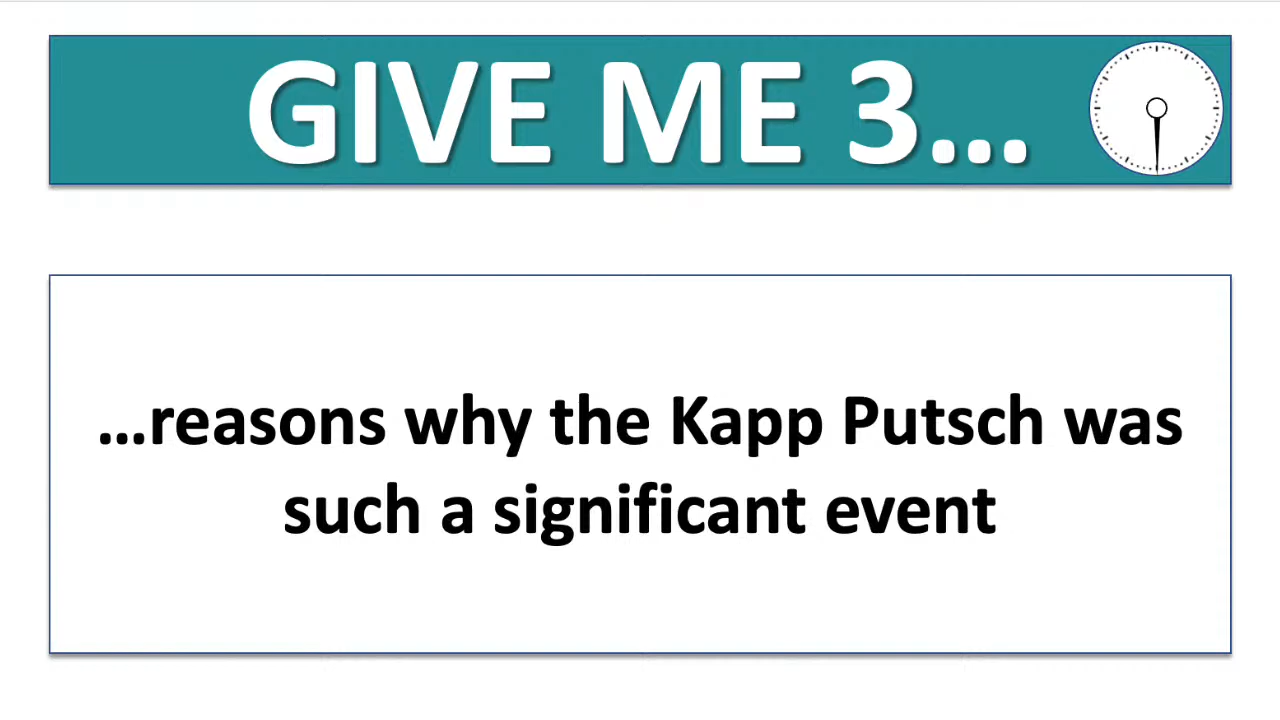 GIVE ME 3...
...reasons why the Kapp Putsch was
such a significant event